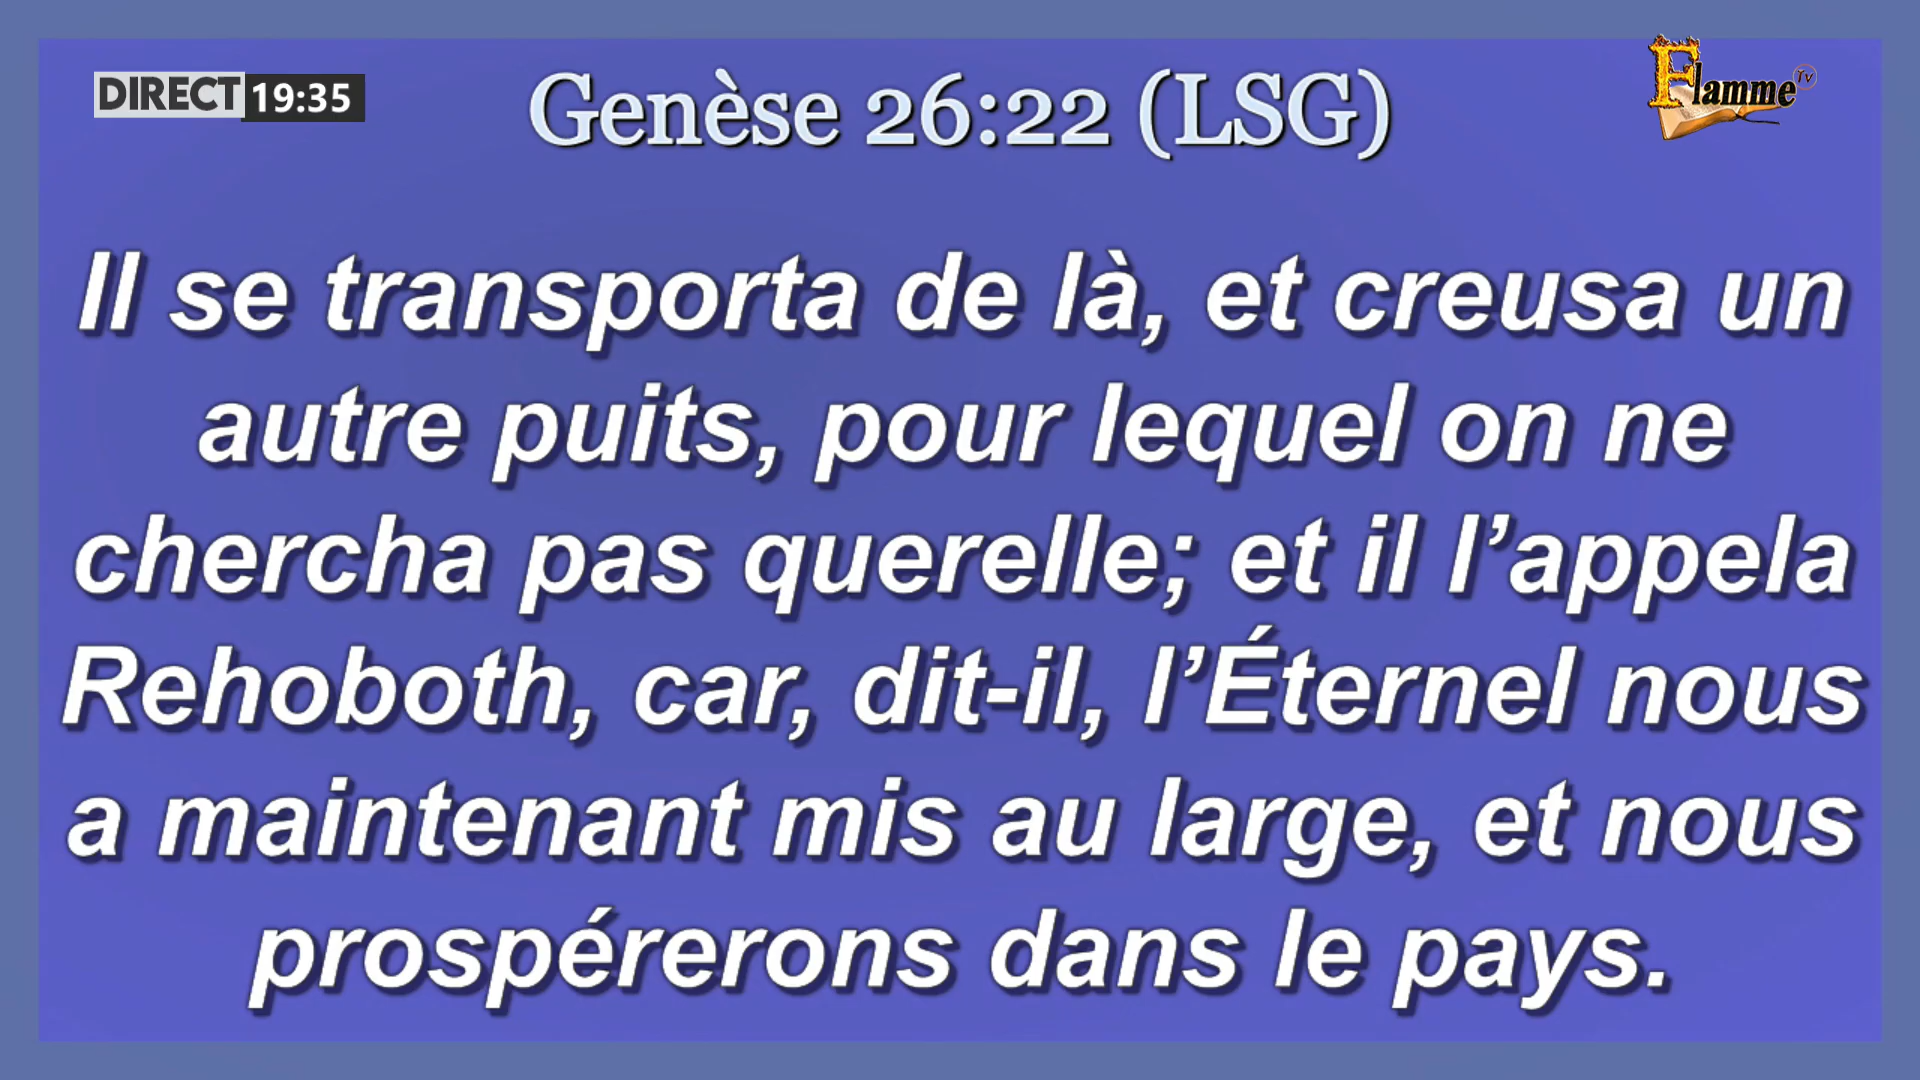 DIRECT 19:35
Genèse 26:22 (LSG)
Flamme TV
Il se transporta de là, et creusa un
autre puits, pour lequel on ne
chercha pas querelle; et il l’appela
Rehoboth, car, dit-il, l’Éternel nous
a maintenant mis au large, et nous
prospérerons dans le pays.